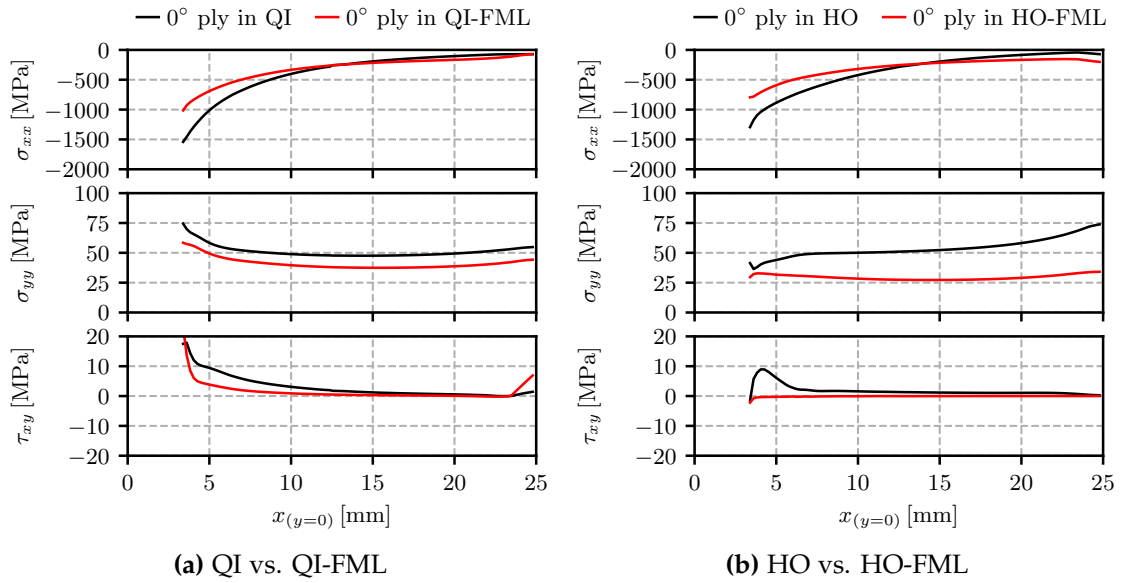 0° ply in QI 0° ply in QI-FML
0
−500
−1000
−1500
−2000
σxx [MPa]
100
75
50
25
0
σyy [MPa]
20
10
0
−10
−20
τxy [MPa]
0 5 10 15 20 25
x(y=0) [mm]
(a) QI vs. QI-FML
0° ply in HO 0° ply in HO-FML
0
−500
−1000
−1500
−2000
σxx [MPa]
100
75
50
25
0
σyy [MPa]
20
10
0
−10
−20
τxy [MPa]
0 5 10 15 20 25
x(y=0) [mm]
(b) HO vs. HO-FML